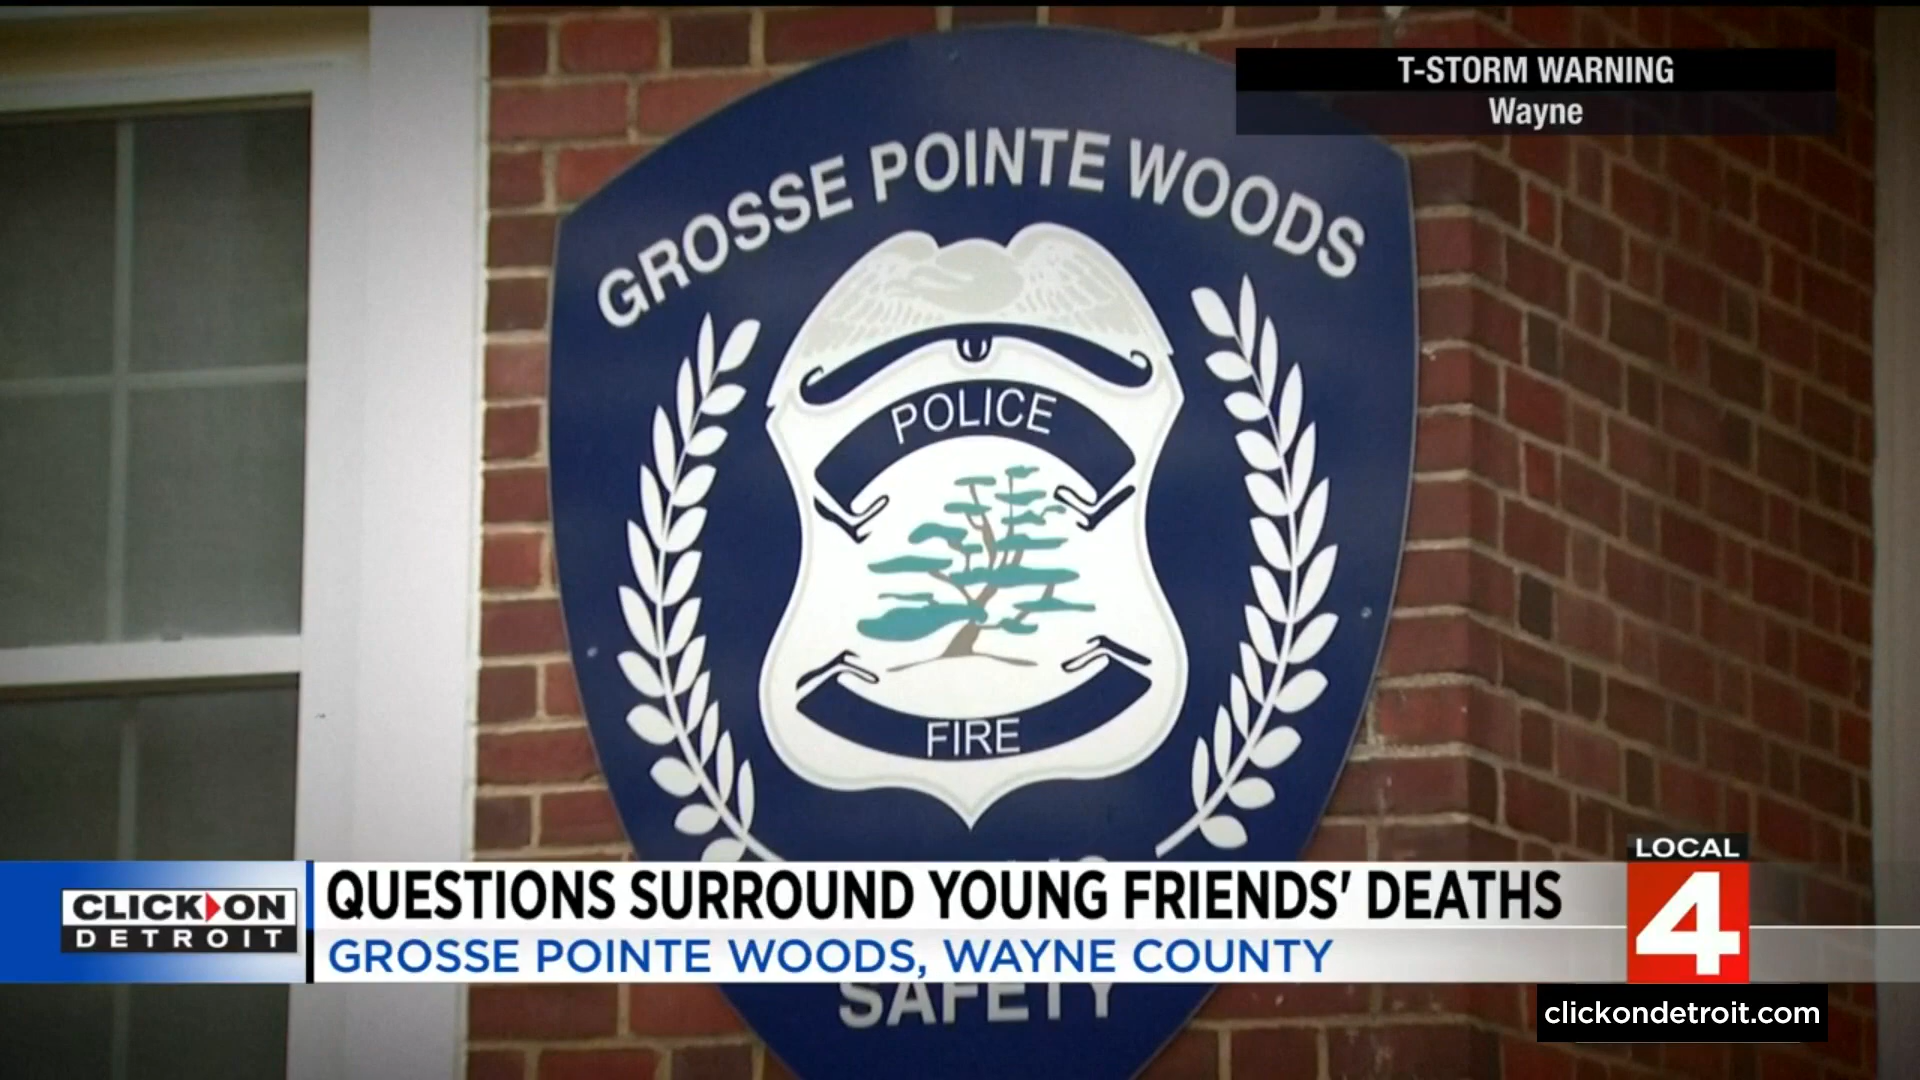 T-STORM WARNING
Wayne
GROSSE POINTE WOODS
POLICE
FIRE
LOCAL
4
CLICK ON
DETROIT
QUESTIONS SURROUND YOUNG FRIENDS' DEATHS
GROSSE POINTE WOODS, WAYNE COUNTY
SAFETY
clickondetroit.com